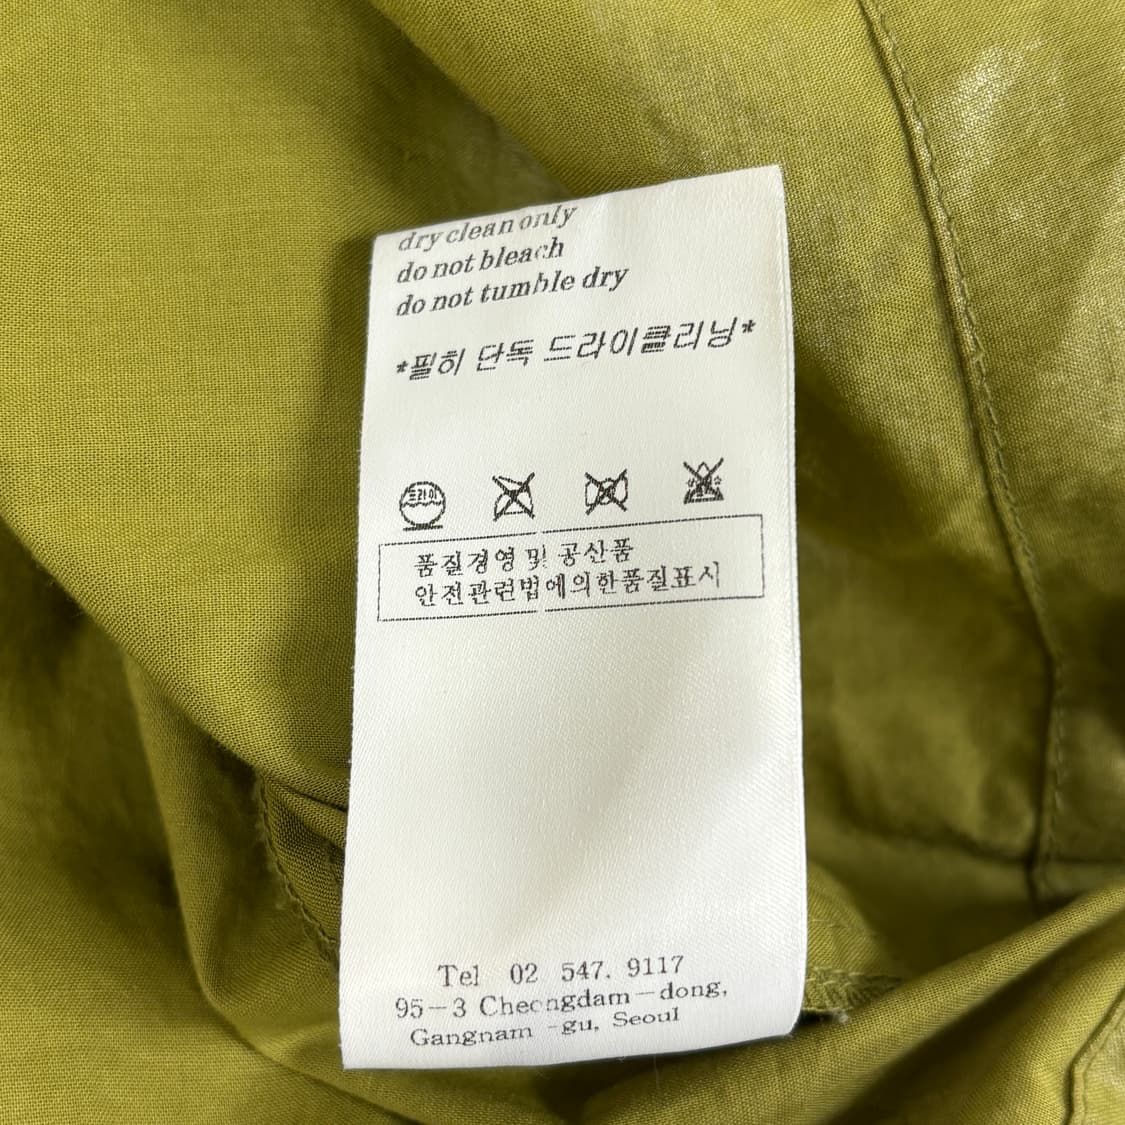 dry clean only
do not bleach
do not tumble dry
*필히 단독 드라이클리닝*
드라이
품질경영 및 공산품
안전관련법에의한품질표시
Tel 02 547. 9117
95-3 Cheongdam-dong,
Gangnam-gu, Seoul